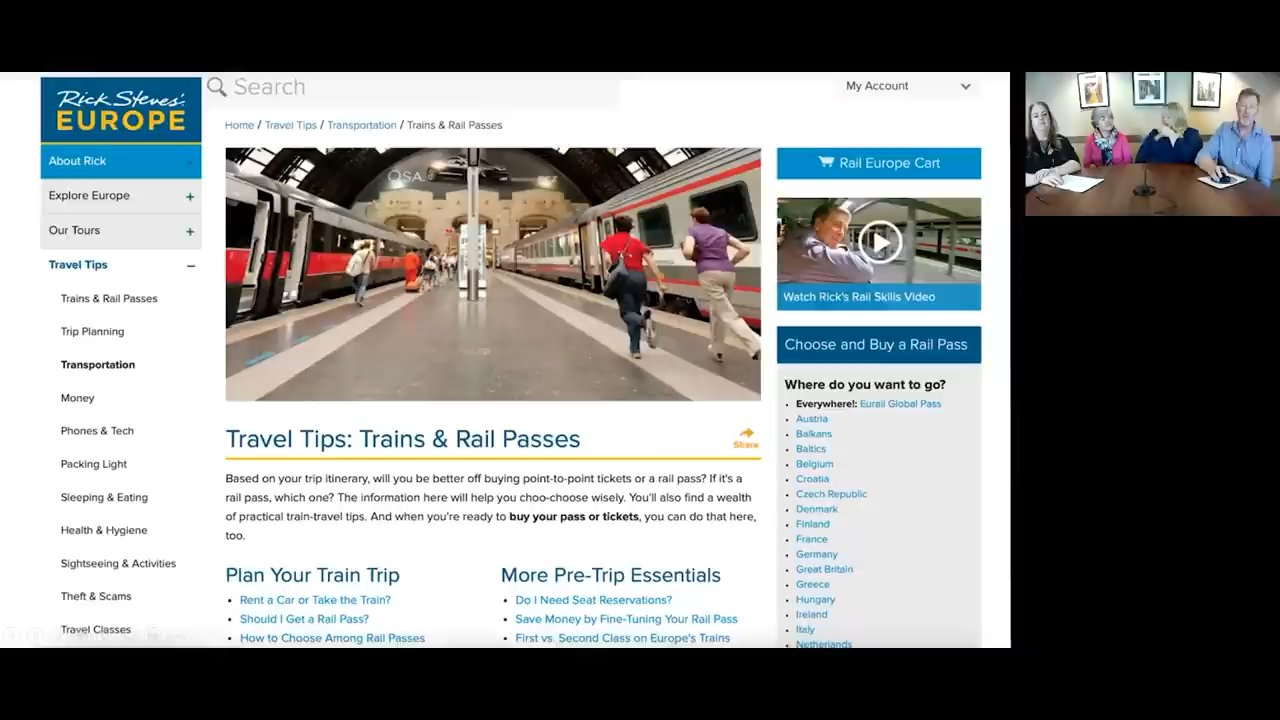 Rick Steves'
EUROPE
Search
My Account
Home / Travel Tips / Transportation / Trains & Rail Passes
About Rick
Explore Europe
Our Tours
Travel Tips
Trains & Rail Passes
Trip Planning
Transportation
Money
Phones & Tech
Packing Light
Sleeping & Eating
Health & Hygiene
Sightseeing & Activities
Theft & Scams
Travel Classes
Travel Tips: Trains & Rail Passes
Share
Based on your trip itinerary, will you be better off buying point-to-point tickets or a rail pass? If it's a
rail pass, which one? The information here will help you choo-choose wisely. You'll also find a wealth
of practical train-travel tips. And when you're ready to buy your pass or tickets, you can do that here,
too.
Plan Your Train Trip
Rent a Car or Take the Train?
Should I Get a Rail Pass?
How to Choose Among Rail Passes
More Pre-Trip Essentials
Do I Need Seat Reservations?
Save Money by Fine-Tuning Your Rail Pass
First vs. Second Class on Europe's Trains
Rail Europe Cart
Watch Rick's Rail Skills Video
Choose and Buy a Rail Pass
Where do you want to go?
Everywhere!: Eurail Global Pass
Austria
Balkans
Baltics
Belgium
Croatia
Czech Republic
Denmark
Finland
France
Germany
Great Britain
Greece
Hungary
Ireland
Italy
Netherlands